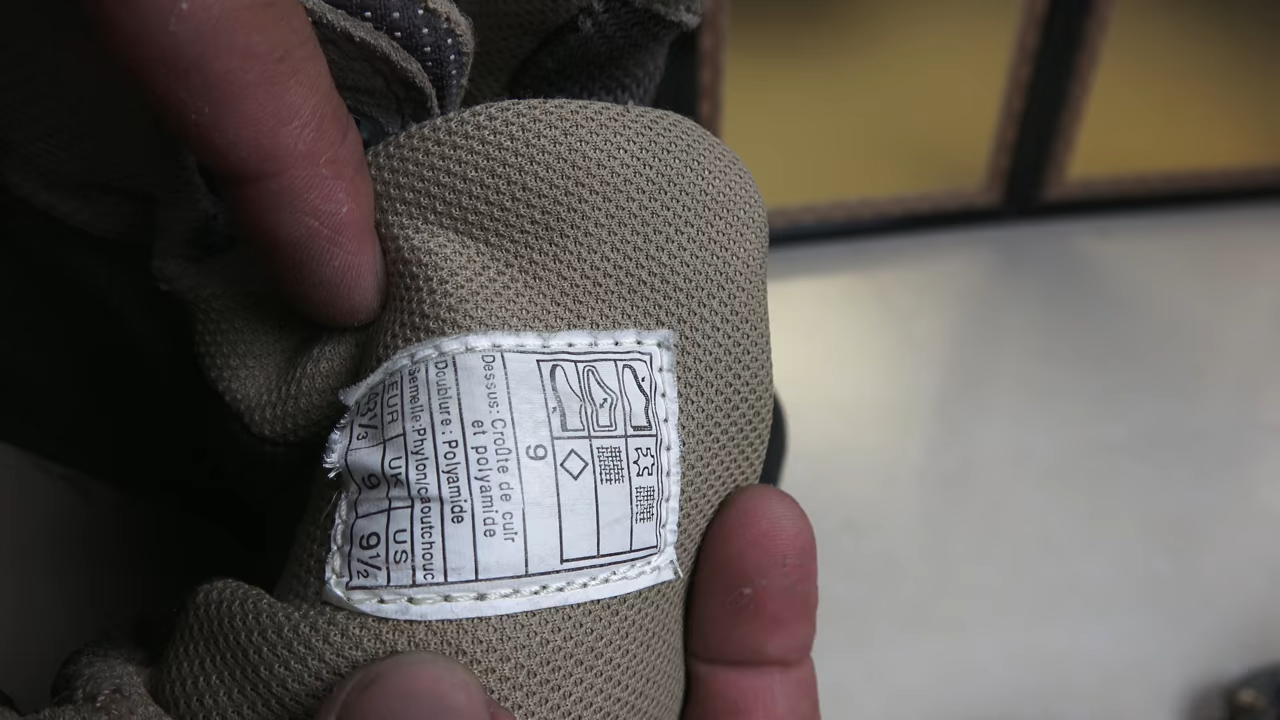 9
Dessus: Croûte de cuir
et polyamide
Doublure: Polyamide
Semelle:Phylon/caoutchouc
EUR UK US
1/3 9 9 1/2